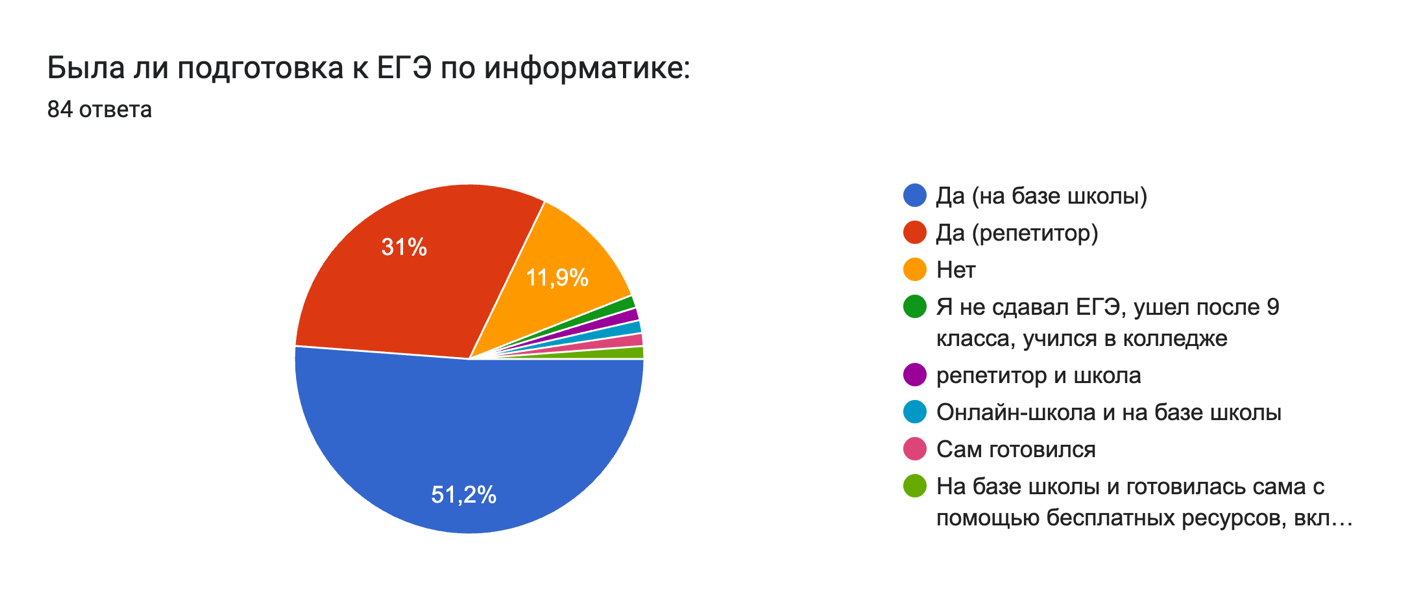 Была ли подготовка к ЕГЭ по информатике:
84 ответа
31%
11,9%
51,2%
Да (на базе школы)
Да (репетитор)
Нет
Я не сдавал ЕГЭ, ушел после 9
класса, учился в колледже
репетитор и школа
Онлайн-школа и на базе школы
Сам готовился
На базе школы и готовилась сама с
помощью бесплатных ресурсов, вкл…